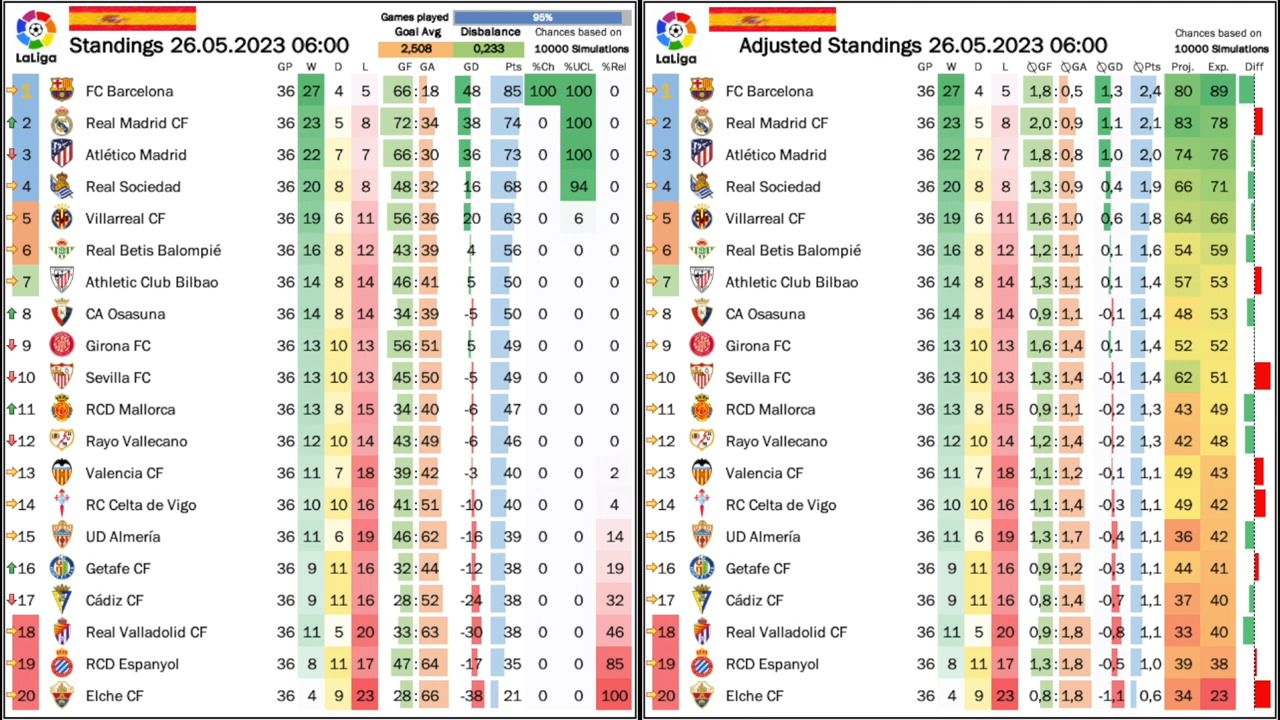 Games played 95%
Goal Avg Disbalance Chances based on
LaLiga Standings 26.05.2023 06:00 2,508 0,233 10000 Simulations
GP W D L GF GA GD Pts %Ch %UCL %Rel
1 FC Barcelona 36 27 4 5 66:18 48 85 100 100 0
2 Real Madrid CF 36 23 5 8 72:34 38 74 0 100 0
3 Atlético Madrid 36 22 7 7 66:30 36 73 0 100 0
4 Real Sociedad 36 20 8 8 48:32 16 68 0 94 0
5 Villarreal CF 36 19 6 11 56:36 20 63 0 6 0
6 Real Betis Balompié 36 16 8 12 43:39 4 56 0 0 0
7 Athletic Club Bilbao 36 14 8 14 46:41 5 50 0 0 0
8 CA Osasuna 36 14 8 14 34:39 -5 50 0 0 0
9 Girona FC 36 13 10 13 56:51 5 49 0 0 0
10 Sevilla FC 36 13 10 13 45:50 -5 49 0 0 0
11 RCD Mallorca 36 13 8 15 34:40 -6 47 0 0 0
12 Rayo Vallecano 36 12 10 14 43:49 -6 46 0 0 0
13 Valencia CF 36 11 7 18 39:42 -3 40 0 0 2
14 RC Celta de Vigo 36 10 10 16 41:51 -10 40 0 0 4
15 UD Almería 36 11 6 19 46:62 -16 39 0 0 14
16 Getafe CF 36 9 11 16 32:44 -12 38 0 0 19
17 Cádiz CF 36 9 11 16 28:52 -24 38 0 0 32
18 Real Valladolid CF 36 11 5 20 33:63 -30 38 0 0 46
19 RCD Espanyol 36 8 11 17 47:64 -17 35 0 0 85
20 Elche CF 36 4 9 23 28:66 -38 21 0 0 100
Chances based on
LaLiga Adjusted Standings 26.05.2023 06:00 10000 Simulations
GP W D L ∅GF ∅GA ∅GD ∅Pts Proj. Exp. Diff
1 FC Barcelona 36 27 4 5 1,8:0,5 1,3 2,4 80 89
2 Real Madrid CF 36 23 5 8 2,0:0,9 1,1 2,1 83 78
3 Atlético Madrid 36 22 7 7 1,8:0,8 1,0 2,0 74 76
4 Real Sociedad 36 20 8 8 1,3:0,9 0,4 1,9 66 71
5 Villarreal CF 36 19 6 11 1,6:1,0 0,6 1,8 64 66
6 Real Betis Balompié 36 16 8 12 1,2:1,1 0,1 1,6 54 59
7 Athletic Club Bilbao 36 14 8 14 1,3:1,1 0,1 1,4 57 53
8 CA Osasuna 36 14 8 14 0,9:1,1 -0,1 1,4 48 53
9 Girona FC 36 13 10 13 1,6:1,4 0,1 1,4 52 52
10 Sevilla FC 36 13 10 13 1,3:1,4 -0,1 1,4 62 51
11 RCD Mallorca 36 13 8 15 0,9:1,1 -0,2 1,3 43 49
12 Rayo Vallecano 36 12 10 14 1,2:1,4 -0,2 1,3 42 48
13 Valencia CF 36 11 7 18 1,1:1,2 -0,1 1,1 49 43
14 RC Celta de Vigo 36 10 10 16 1,1:1,4 -0,3 1,1 49 42
15 UD Almería 36 11 6 19 1,3:1,7 -0,4 1,1 36 42
16 Getafe CF 36 9 11 16 0,9:1,2 -0,3 1,1 44 41
17 Cádiz CF 36 9 11 16 0,8:1,4 -0,7 1,1 37 40
18 Real Valladolid CF 36 11 5 20 0,9:1,8 -0,8 1,1 33 40
19 RCD Espanyol 36 8 11 17 1,3:1,8 -0,5 1,0 39 38
20 Elche CF 36 4 9 23 0,8:1,8 -1,1 0,6 34 23